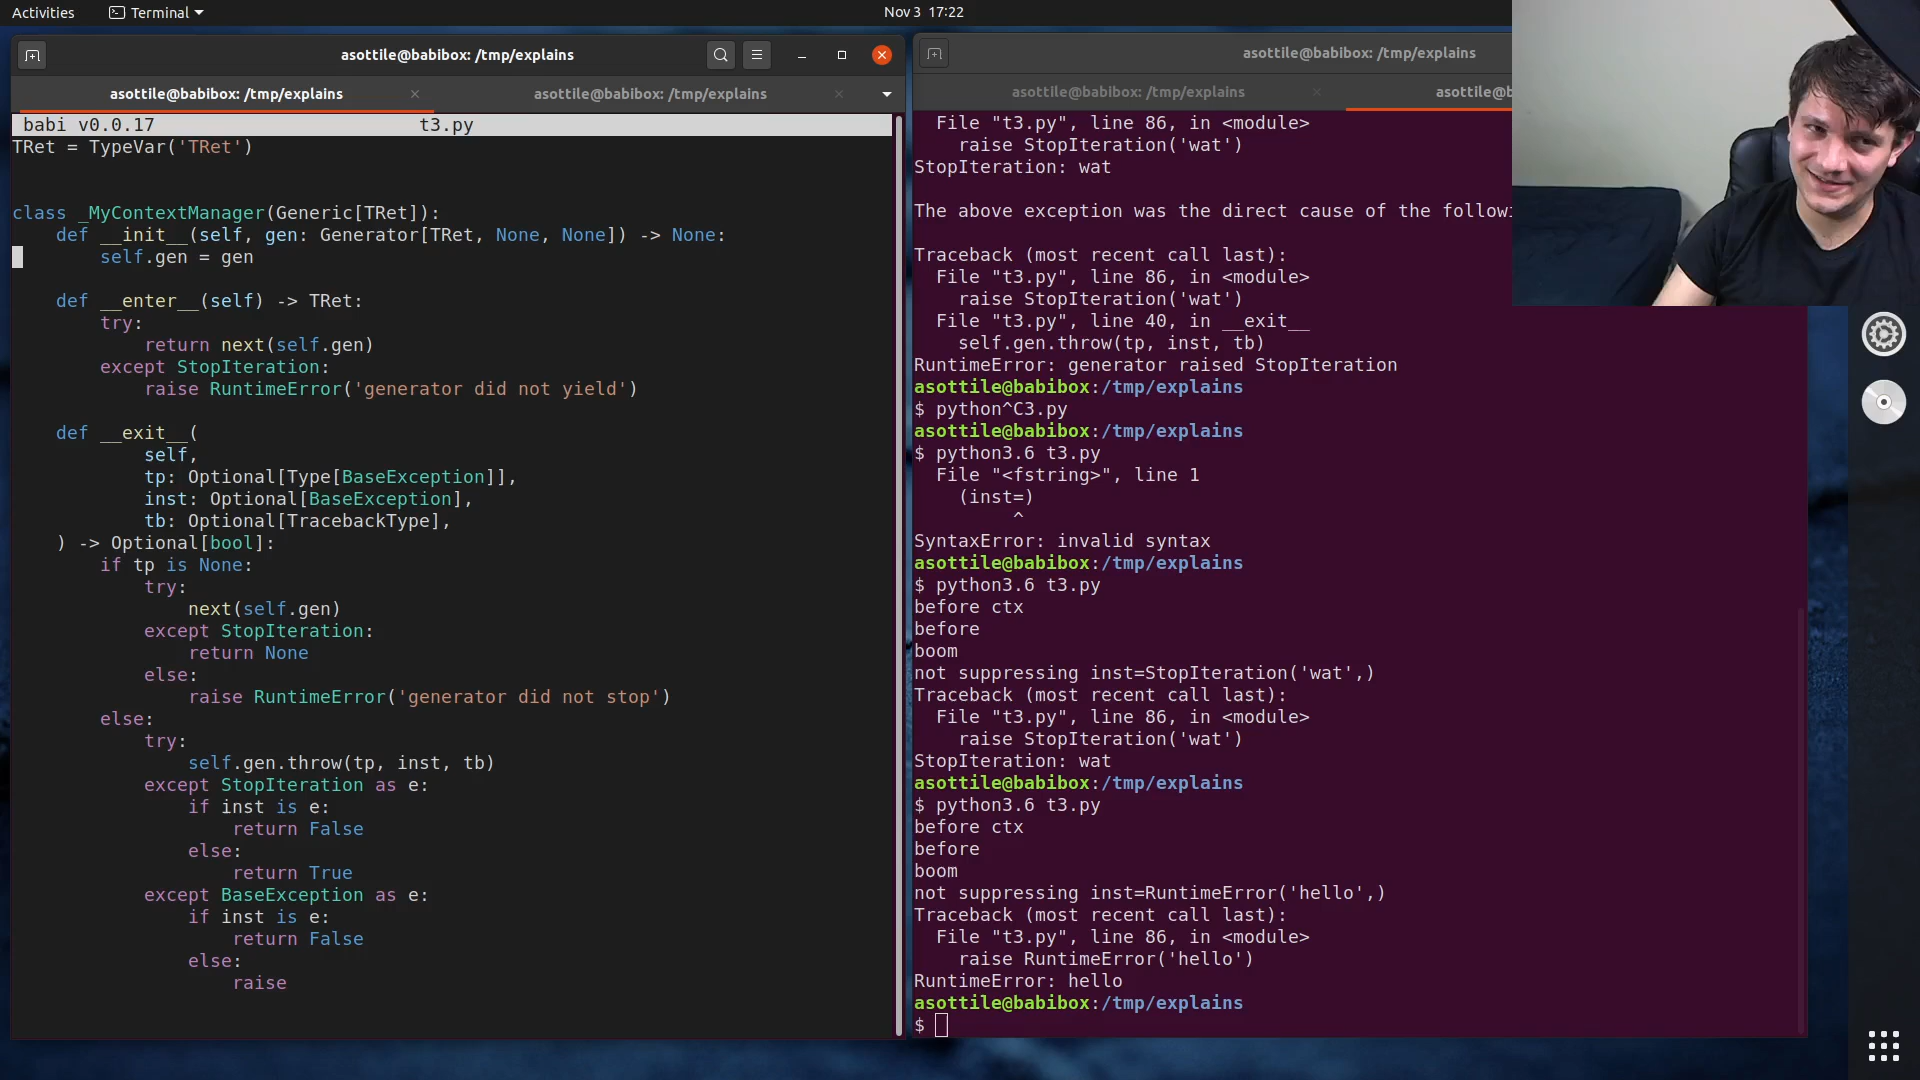 Activities
Terminal
Nov 3 17:22
asottile@babibox: /tmp/explains
asottile@babibox: /tmp/explains
asottile@babibox: /tmp/explains
babi v0.0.17 t3.py
TRet = TypeVar('TRet')
class _MyContextManager(Generic[TRet]):
def __init__(self, gen: Generator[TRet, None, None]) -> None:
self.gen = gen
def __enter__(self) -> TRet:
try:
return next(self.gen)
except StopIteration:
raise RuntimeError('generator did not yield')
def __exit__(
self,
tp: Optional[Type[BaseException]],
inst: Optional[BaseException],
tb: Optional[TracebackType],
) -> Optional[bool]:
if tp is None:
try:
next(self.gen)
except StopIteration:
return None
else:
raise RuntimeError('generator did not stop')
else:
try:
self.gen.throw(tp, inst, tb)
except StopIteration as e:
if inst is e:
return False
else:
return True
except BaseException as e:
if inst is e:
return False
else:
raise
asottile@babibox: /tmp/explains
asottile@babibox: /tmp/explains
asottile@b
File "t3.py", line 86, in <module>
raise StopIteration('wat')
StopIteration: wat
The above exception was the direct cause of the followi
Traceback (most recent call last):
File "t3.py", line 86, in <module>
raise StopIteration('wat')
File "t3.py", line 40, in __exit__
self.gen.throw(tp, inst, tb)
RuntimeError: generator raised StopIteration
asottile@babibox:/tmp/explains
$ python^C3.py
asottile@babibox:/tmp/explains
$ python3.6 t3.py
File "<fstring>", line 1
(inst=)
^
SyntaxError: invalid syntax
asottile@babibox:/tmp/explains
$ python3.6 t3.py
before ctx
before
boom
not suppressing inst=StopIteration('wat',)
Traceback (most recent call last):
File "t3.py", line 86, in <module>
raise StopIteration('wat')
StopIteration: wat
asottile@babibox:/tmp/explains
$ python3.6 t3.py
before ctx
before
boom
not suppressing inst=RuntimeError('hello',)
Traceback (most recent call last):
File "t3.py", line 86, in <module>
raise RuntimeError('hello')
RuntimeError: hello
asottile@babibox:/tmp/explains
$